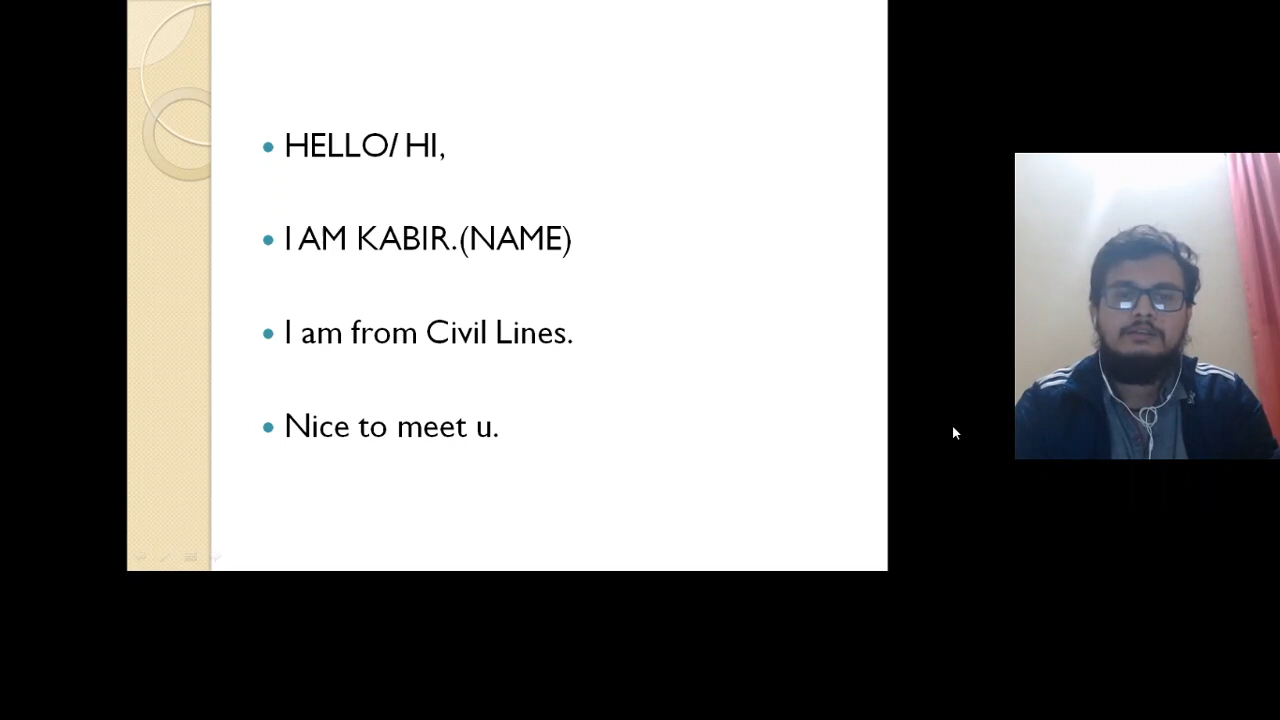 HELLO/ HI,
I AM KABIR.(NAME)
I am from Civil Lines.
Nice to meet u.